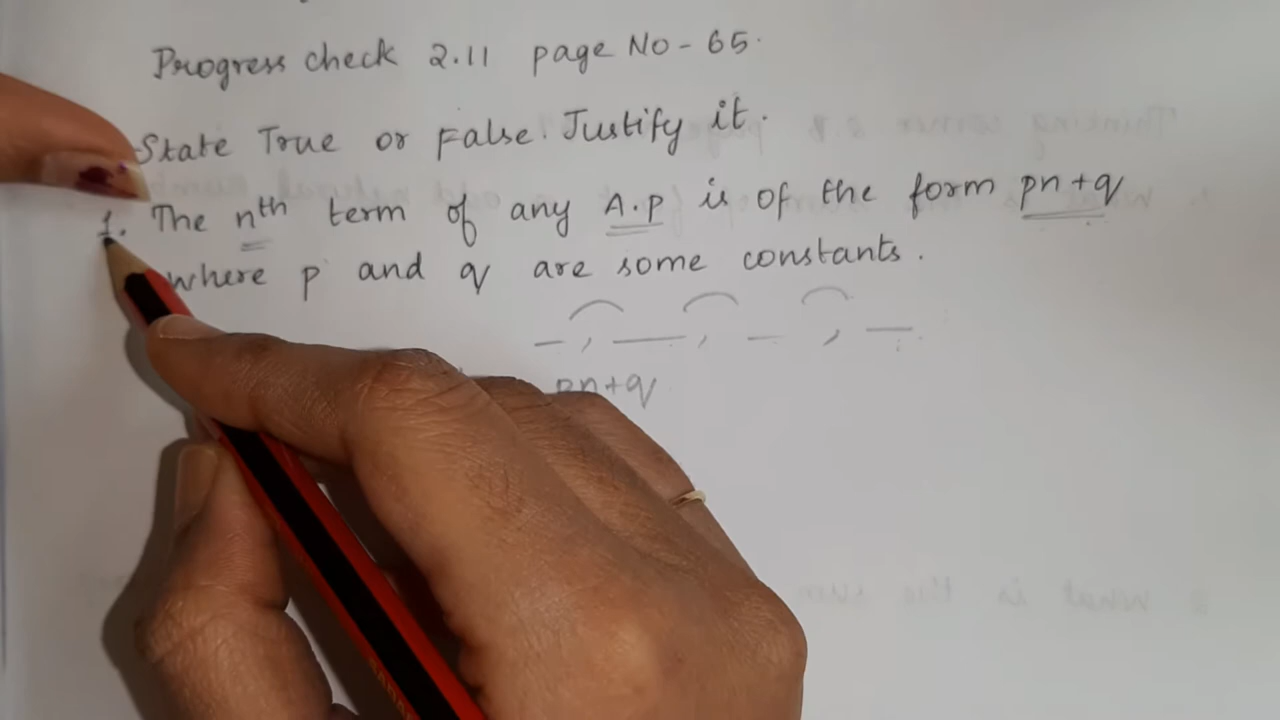 Progress check 2.11 page No - 65.
State True or False. Justify it.
1. The nth term of any A.P is of the form pn+q
where p and q are some constants.
pn+q